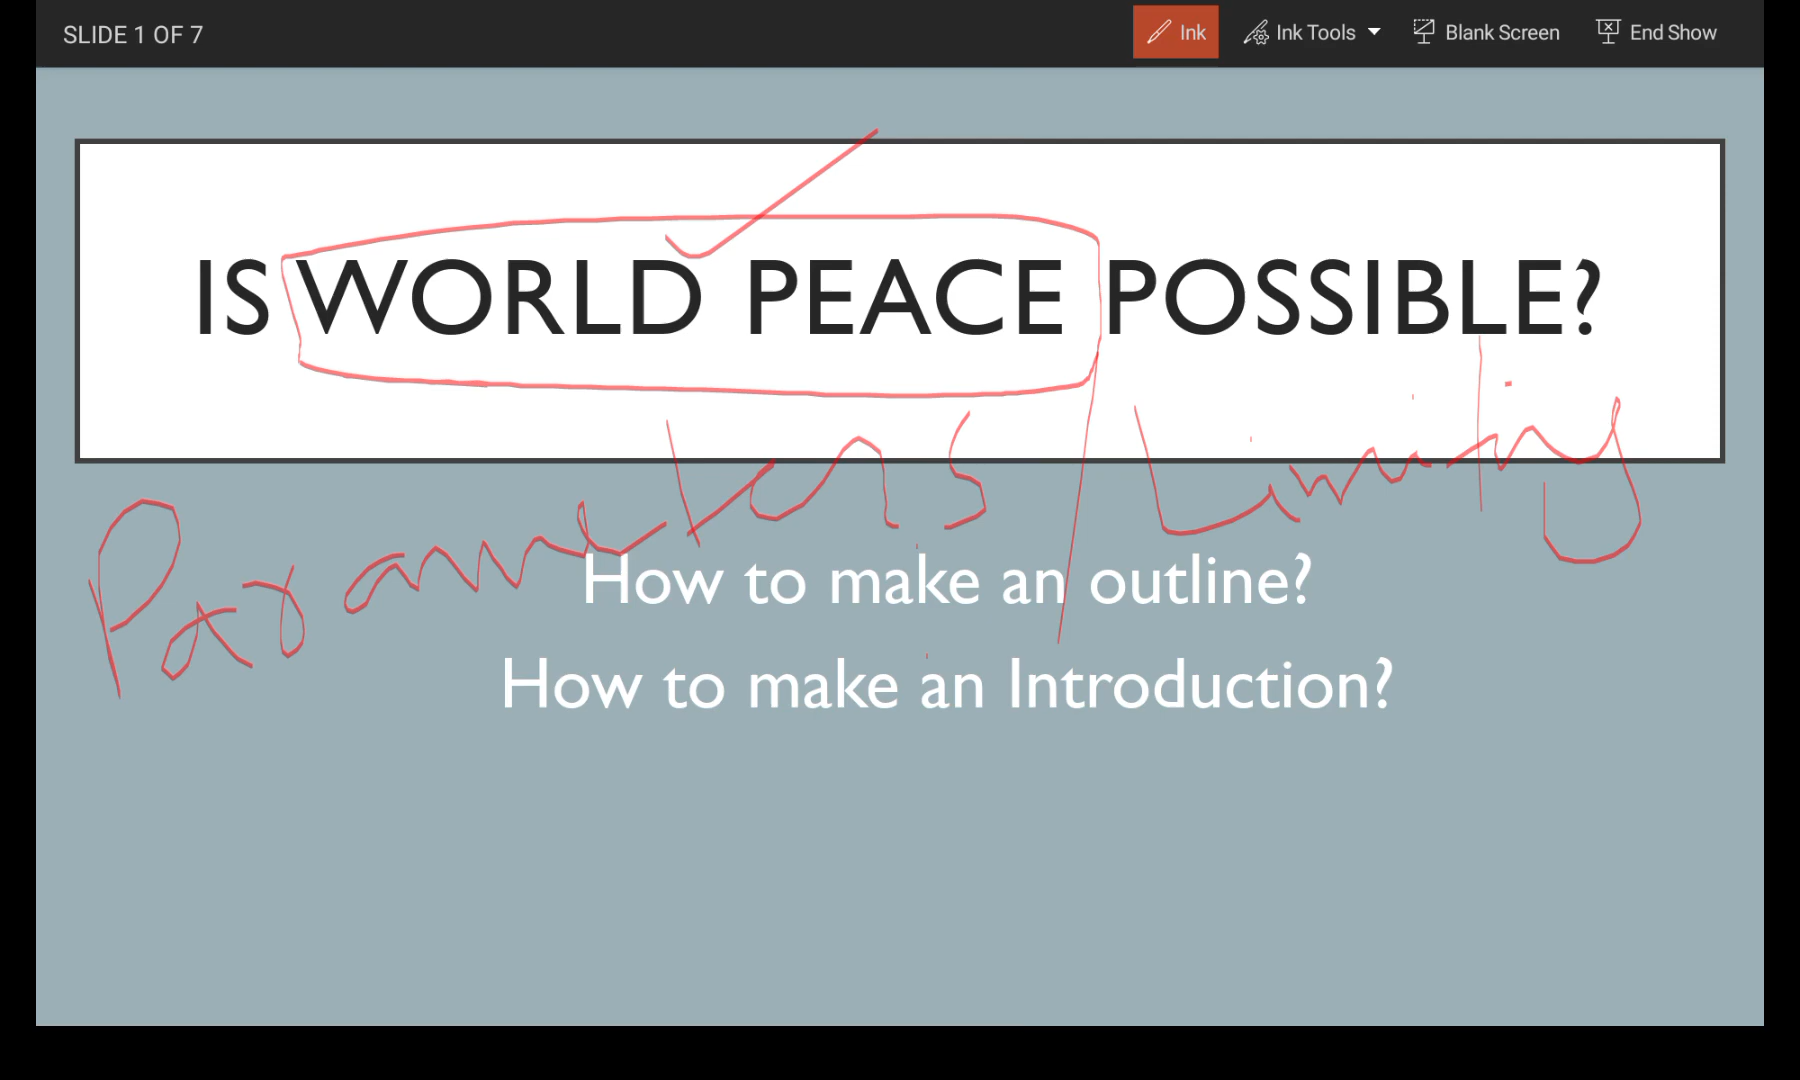 SLIDE 1 OF 7
Ink
Ink Tools
Blank Screen
End Show
IS WORLD PEACE POSSIBLE?
Parameters / Limiting
How to make an outline?
How to make an Introduction?